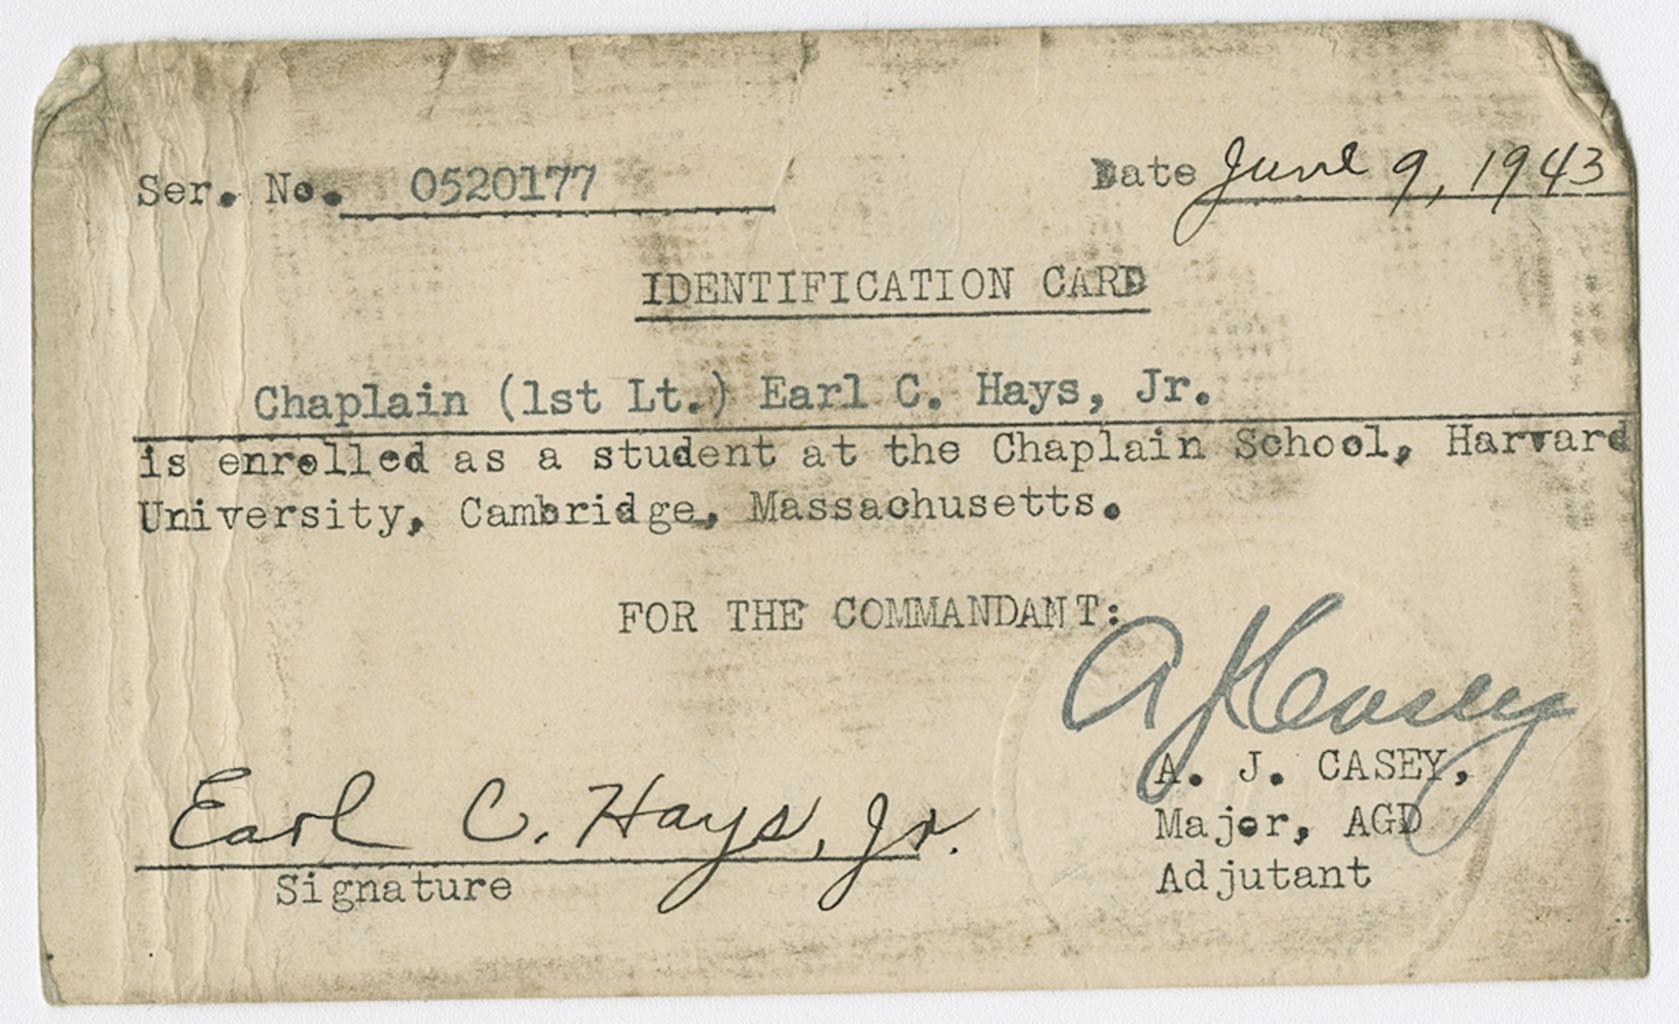 Ser. No. 0520177 Date June 9, 1943
IDENTIFICATION CARD
Chaplain (1st Lt.) Earl C. Hays, Jr.
is enrolled as a student at the Chaplain School, Harvard
University, Cambridge, Massachusetts.
FOR THE COMMANDANT:
A J Casey
A. J. CASEY,
Major, AGD
Adjutant
Earl C. Hays, Jr.
Signature